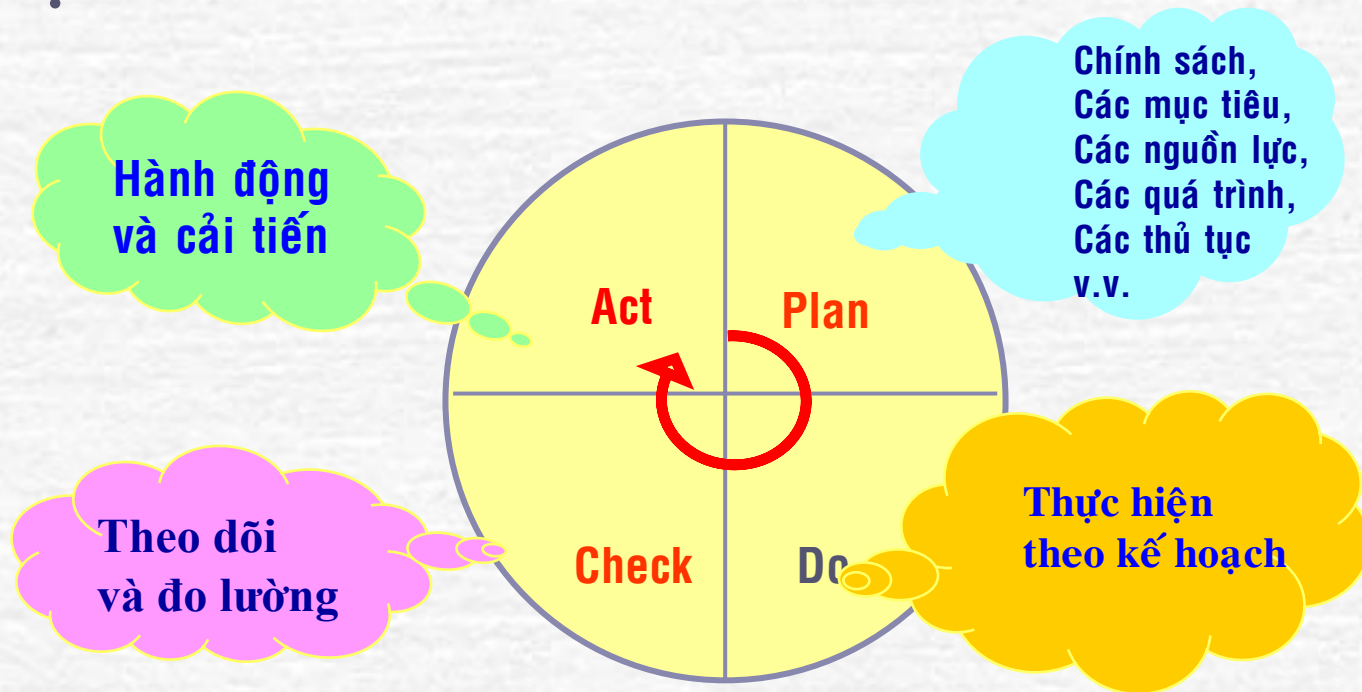 Chính sách,
Các mục tiêu,
Các nguồn lực,
Các quá trình,
Các thủ tục
v.v.
Hành động
và cải tiến
Act
Plan
Theo dõi
và đo lường
Check
Do
Thực hiện
theo kế hoạch